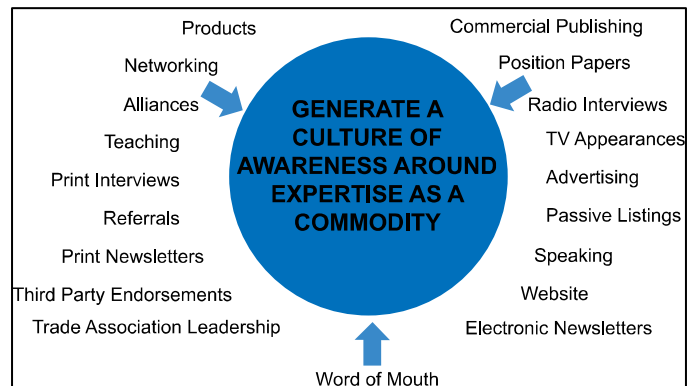 Products
Networking
Alliances
Teaching
Print Interviews
Referrals
Print Newsletters
Third Party Endorsements
Trade Association Leadership
GENERATE A
CULTURE OF
AWARENESS AROUND
EXPERTISE AS A
COMMODITY
Commercial Publishing
Position Papers
Radio Interviews
TV Appearances
Advertising
Passive Listings
Speaking
Website
Electronic Newsletters
Word of Mouth